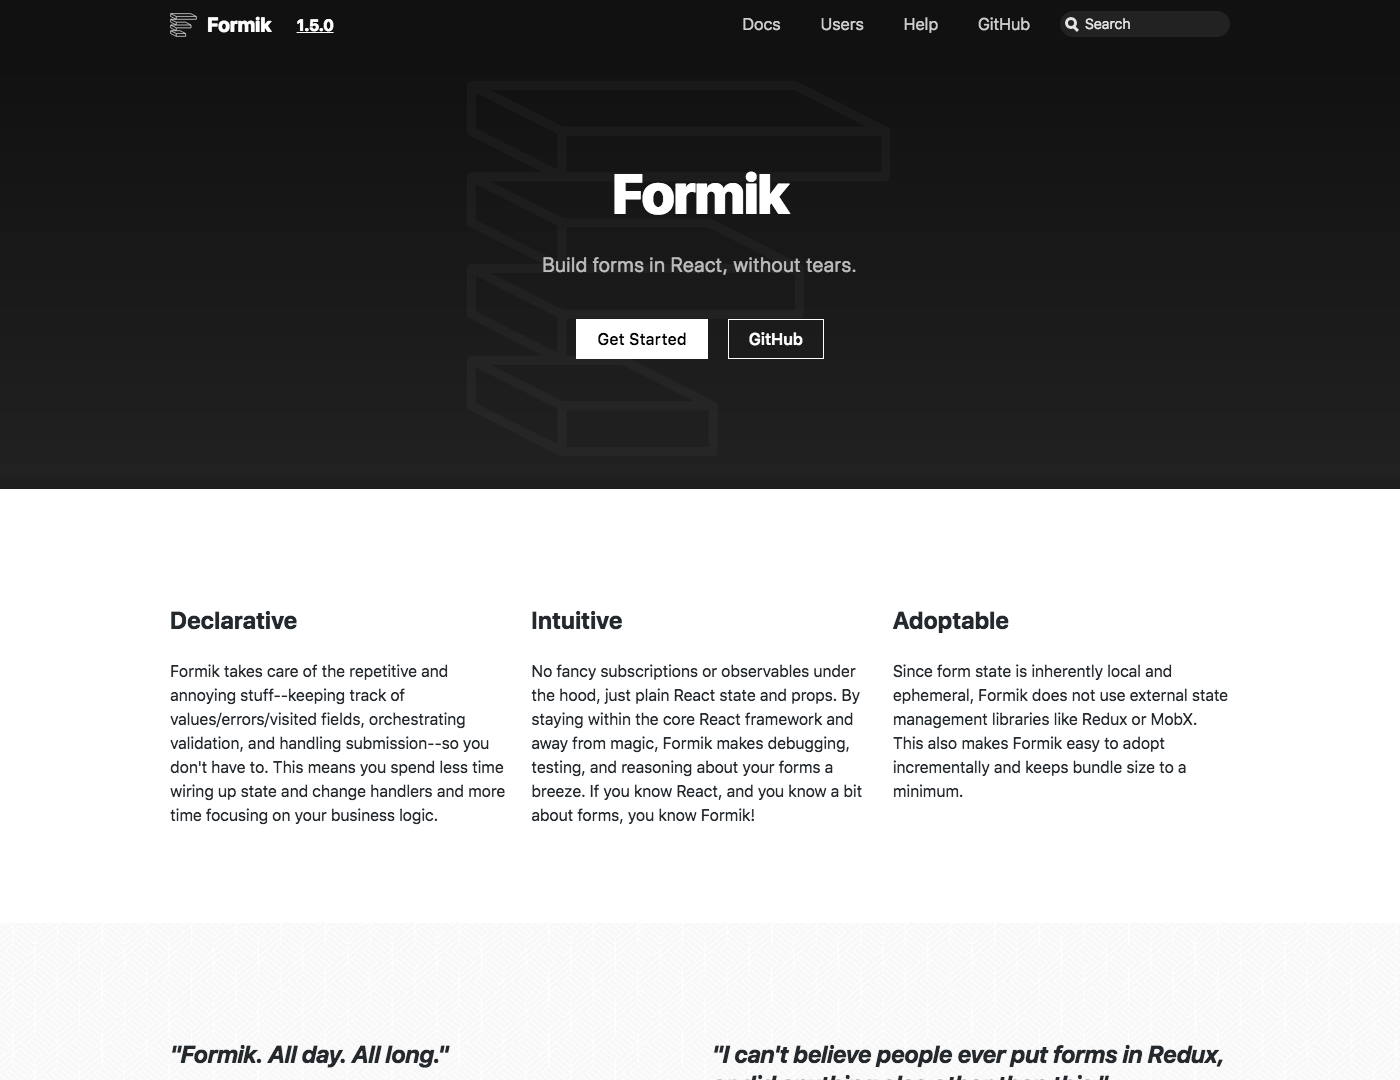 Formik 1.5.0 Docs Users Help GitHub Search
Formik
Build forms in React, without tears.
Get Started GitHub
Declarative
Formik takes care of the repetitive and
annoying stuff--keeping track of
values/errors/visited fields, orchestrating
validation, and handling submission--so you
don't have to. This means you spend less time
wiring up state and change handlers and more
time focusing on your business logic.
Intuitive
No fancy subscriptions or observables under
the hood, just plain React state and props. By
staying within the core React framework and
away from magic, Formik makes debugging,
testing, and reasoning about your forms a
breeze. If you know React, and you know a bit
about forms, you know Formik!
Adoptable
Since form state is inherently local and
ephemeral, Formik does not use external state
management libraries like Redux or MobX.
This also makes Formik easy to adopt
incrementally and keeps bundle size to a
minimum.
"Formik. All day. All long."
"I can't believe people ever put forms in Redux,
or did anything else other than this."